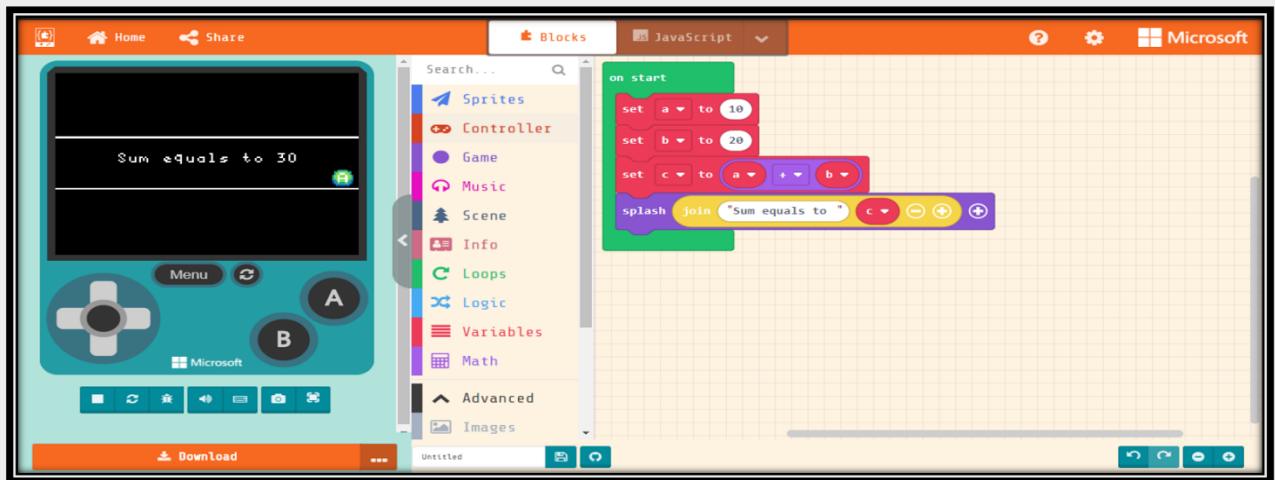 Home
Share
Blocks
JavaScript
Microsoft
Sum equals to 30
A
Menu
A
B
Microsoft
Download
Search...
Sprites
Controller
Game
Music
Scene
Info
Loops
Logic
Variables
Math
Advanced
Images
Untitled
on start
set a to 10
set b to 20
set c to a + b
splash join "Sum equals to " c